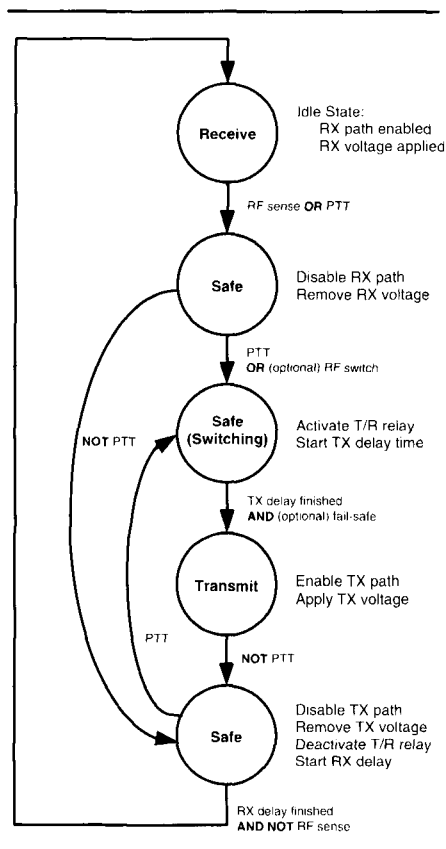 Receive
Idle State:
RX path enabled
RX voltage applied
RF sense OR PTT
Safe
Disable RX path
Remove RX voltage
PTT
OR (optional) RF switch
Safe
(Switching)
Activate T/R relay
Start TX delay time
NOT PTT
TX delay finished
AND (optional) fail-safe
Transmit
Enable TX path
Apply TX voltage
PTT
NOT PTT
Safe
Disable TX path
Remove TX voltage
Deactivate T/R relay
Start RX delay
RX delay finished
AND NOT RF sense